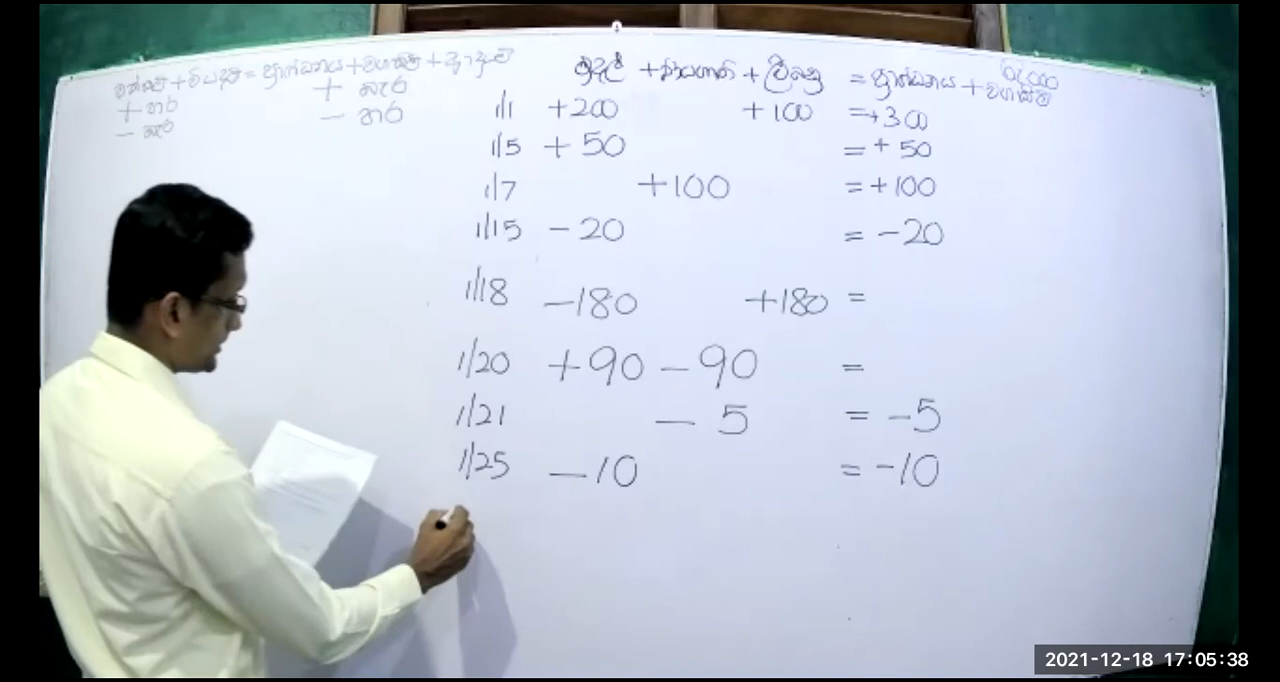 වත්කම් + වියදම් = ප්‍රාග්ධනය + වගකීම් + ආදායම්
+ හර + බැර
- බැර - හර
රු,000
මුදල් + ණයගැති + උපකරණ = ප්‍රාග්ධනය + වගකීම්
1/1 +200 +100 =+300
1/5 +50 =+50
1/7 +100 =+100
1/15 -20 = -20
1/18 -180 +180 =
1/20 +90 -90 =
1/21 - 5 = -5
1/25 -10 = -10
2021-12-18 17:05:38